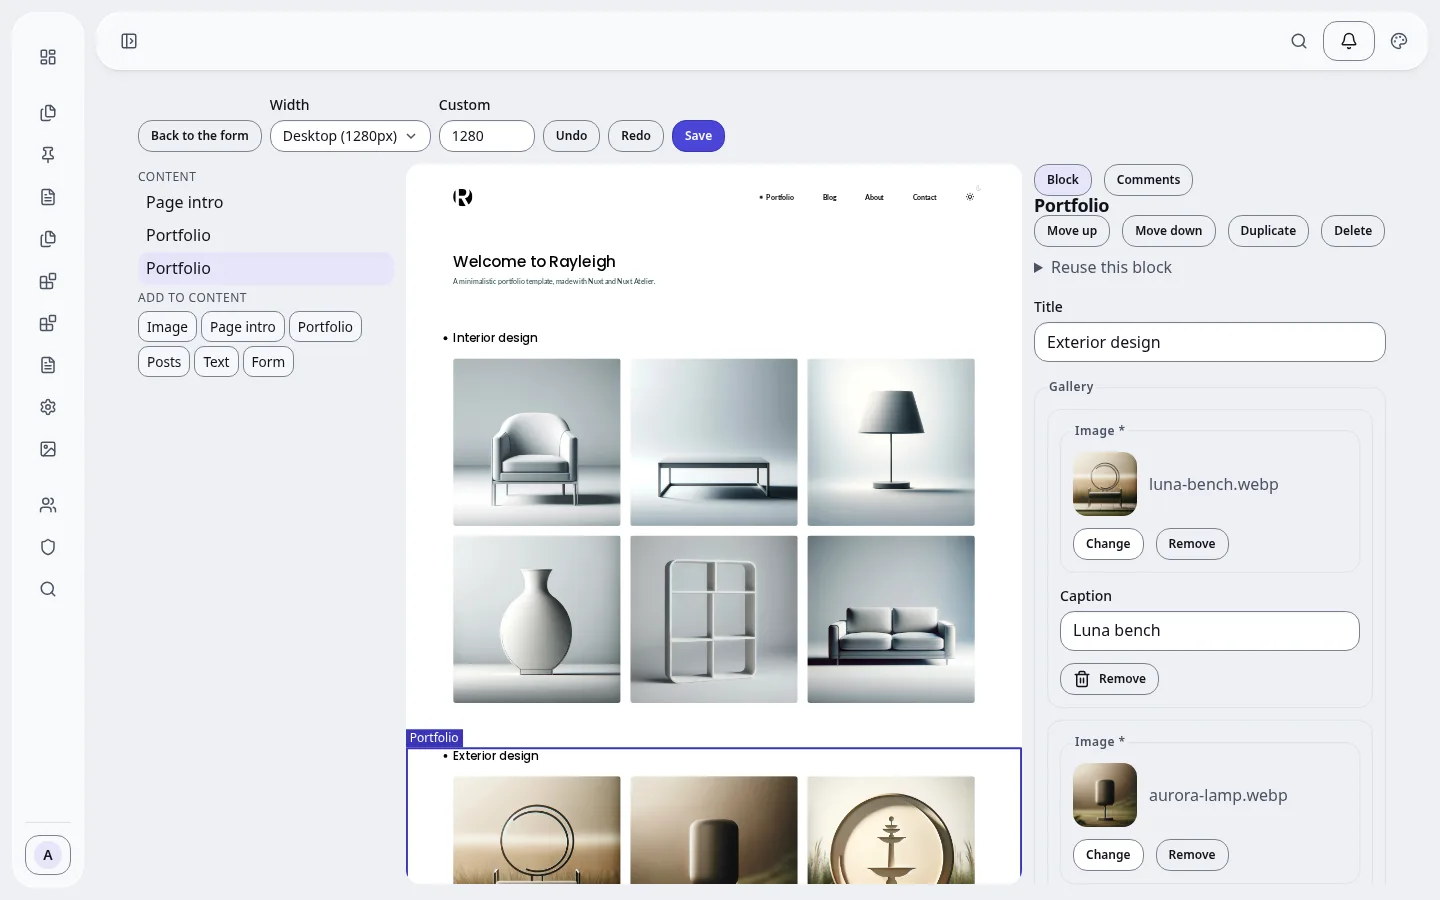 Width
Custom
Back to the form
Desktop (1280px)
1280
Undo
Redo
Save
CONTENT
Page intro
Portfolio
Portfolio
ADD TO CONTENT
Image
Page intro
Portfolio
Posts
Text
Form
• Portfolio
Blog
About
Contact
Welcome to Rayleigh
A minimalistic portfolio template, made with Nuxt and Nuxt Atelier.
• Interior design
Portfolio
• Exterior design
Block
Comments
Portfolio
Move up
Move down
Duplicate
Delete
Reuse this block
Title
Exterior design
Gallery
Image *
luna-bench.webp
Change
Remove
Caption
Luna bench
Remove
Image *
aurora-lamp.webp
Change
Remove
A